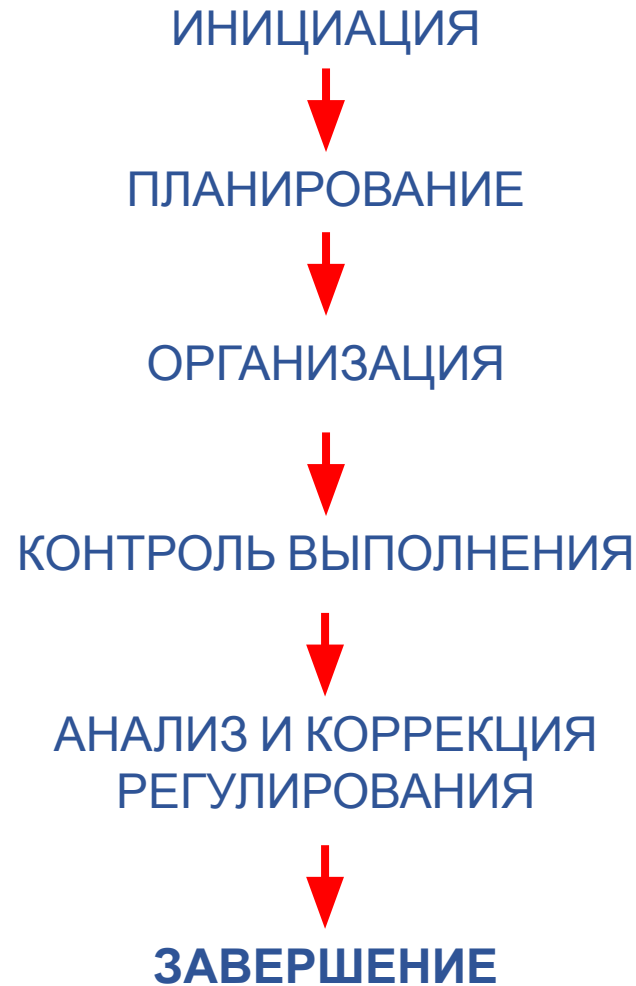 ИНИЦИАЦИЯ
ПЛАНИРОВАНИЕ
ОРГАНИЗАЦИЯ
КОНТРОЛЬ ВЫПОЛНЕНИЯ
АНАЛИЗ И КОРРЕКЦИЯ
РЕГУЛИРОВАНИЯ
ЗАВЕРШЕНИЕ